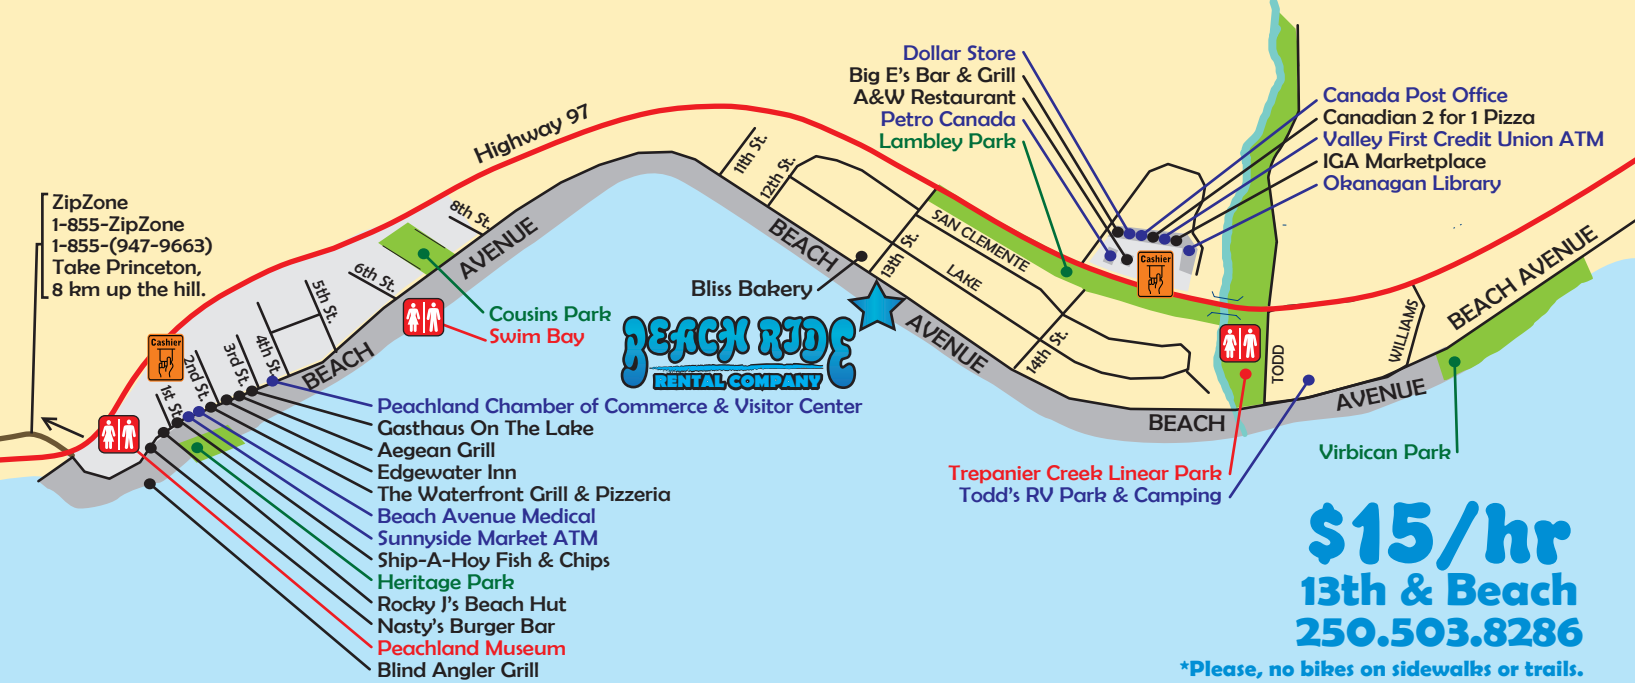 ZipZone
1-855-ZipZone
1-855-(947-9663)
Take Princeton,
8 km up the hill.
Highway 97
Dollar Store
Big E's Bar & Grill
A&W Restaurant
Petro Canada
Lambley Park
Canada Post Office
Canadian 2 for 1 Pizza
Valley First Credit Union ATM
IGA Marketplace
Okanagan Library
Cashier
Cashier
1st St.
2nd St.
3rd St.
4th St.
5th St.
6th St.
8th St.
11th St.
12th St.
13th St.
14th St.
SAN CLEMENTE
LAKE
TODD
WILLIAMS
BEACH
AVENUE
BEACH
AVENUE
BEACH
AVENUE
BEACH AVENUE
Cousins Park
Swim Bay
Bliss Bakery
BEACH RIDE
RENTAL COMPANY
Peachland Chamber of Commerce & Visitor Center
Gasthaus On The Lake
Aegean Grill
Edgewater Inn
The Waterfront Grill & Pizzeria
Beach Avenue Medical
Sunnyside Market ATM
Ship-A-Hoy Fish & Chips
Heritage Park
Rocky J's Beach Hut
Nasty's Burger Bar
Peachland Museum
Blind Angler Grill
Trepanier Creek Linear Park
Todd's RV Park & Camping
Virbican Park
$15/hr
13th & Beach
250.503.8286
*Please, no bikes on sidewalks or trails.